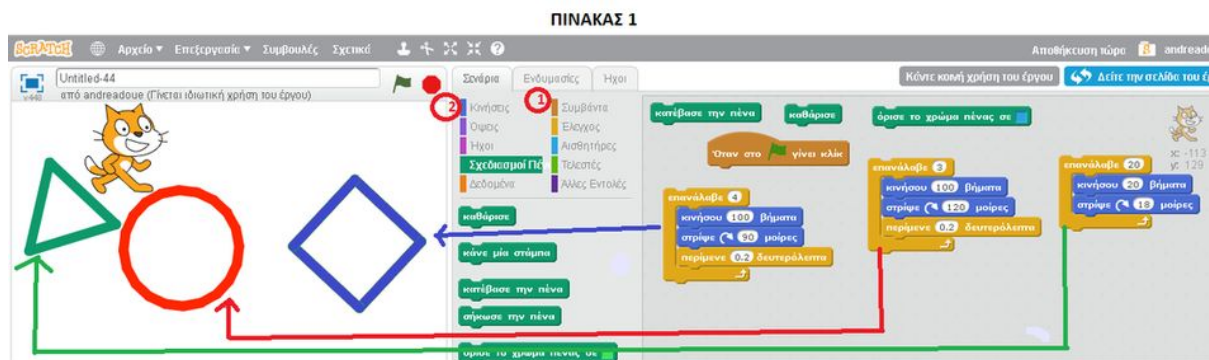 ΠΙΝΑΚΑΣ 1
SCRATCH Αρχείο Επεξεργασία Συμβουλές Σχετικά Αποθήκευση τώρα andreadou
Untitled-44
από andreadoue (Γίνεται ιδιωτική χρήση του έργου)
v442
Σενάρια Ενδυμασίες Ήχοι
Κάντε κοινή χρήση του έργου Δείτε την σελίδα του έρ
2 Κινήσεις 1 Συμβάντα
Όψεις Έλεγχος
Ήχοι Αισθητήρες
Σχεδιασμοί Πέ Τελεστές
Δεδομένα Άλλες Εντολές
καθάρισε
κάνε μία στάμπα
κατέβασε την πένα
σήκωσε την πένα
όρισε το χρώμα πένας σε
κατέβασε την πένα
καθάρισε
όρισε το χρώμα πένας σε
Όταν στο γίνει κλικ
επανάλαβε 4
κινήσου 100 βήματα
στρίψε 90 μοίρες
περίμενε 0.2 δευτερόλεπτα
επανάλαβε 3
κινήσου 100 βήματα
στρίψε 120 μοίρες
περίμενε 0.2 δευτερόλεπτα
επανάλαβε 20
κινήσου 20 βήματα
στρίψε 18 μοίρες
x: -113
y: 129